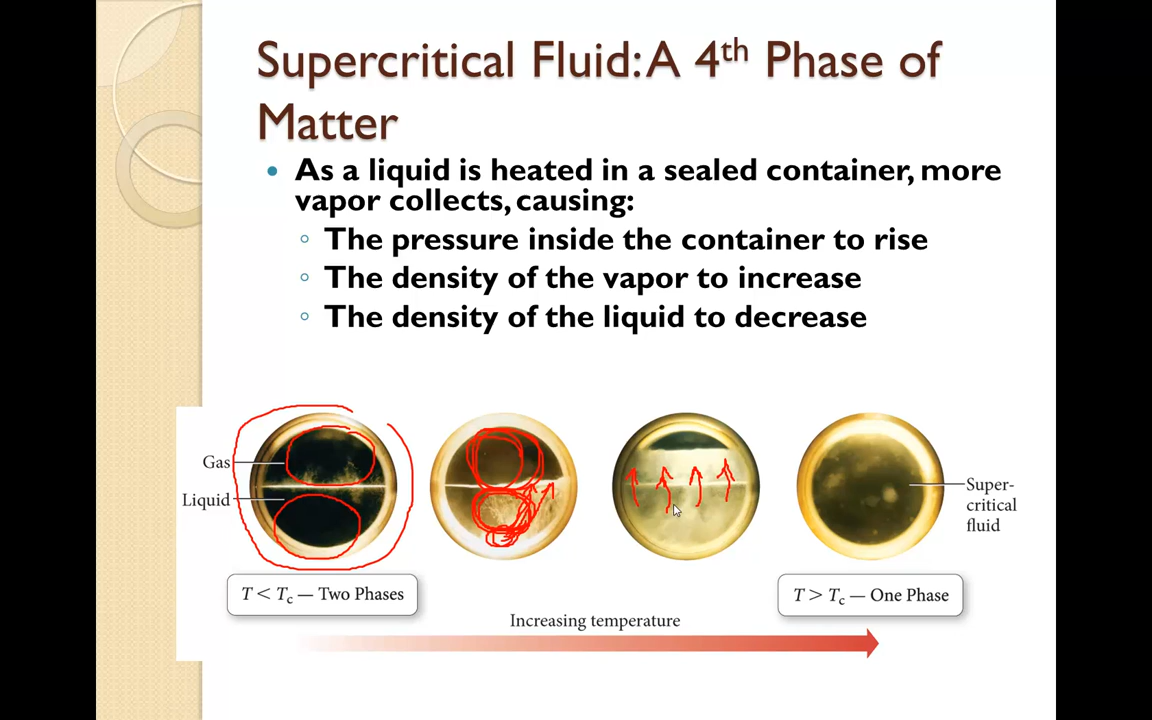 Supercritical Fluid: A 4th Phase of
Matter
• As a liquid is heated in a sealed container, more
vapor collects, causing:
◦ The pressure inside the container to rise
◦ The density of the vapor to increase
◦ The density of the liquid to decrease
Gas
Liquid
Super-
critical
fluid
T < Tc — Two Phases
T > Tc — One Phase
Increasing temperature